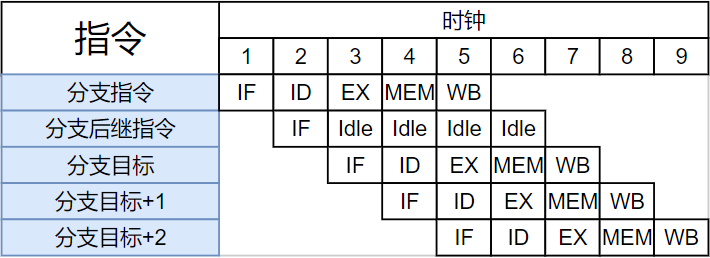 指令 时钟
1 2 3 4 5 6 7 8 9
分支指令 IF ID EX MEM WB
分支后继指令 IF Idle Idle Idle Idle
分支目标 IF ID EX MEM WB
分支目标+1 IF ID EX MEM WB
分支目标+2 IF ID EX MEM WB